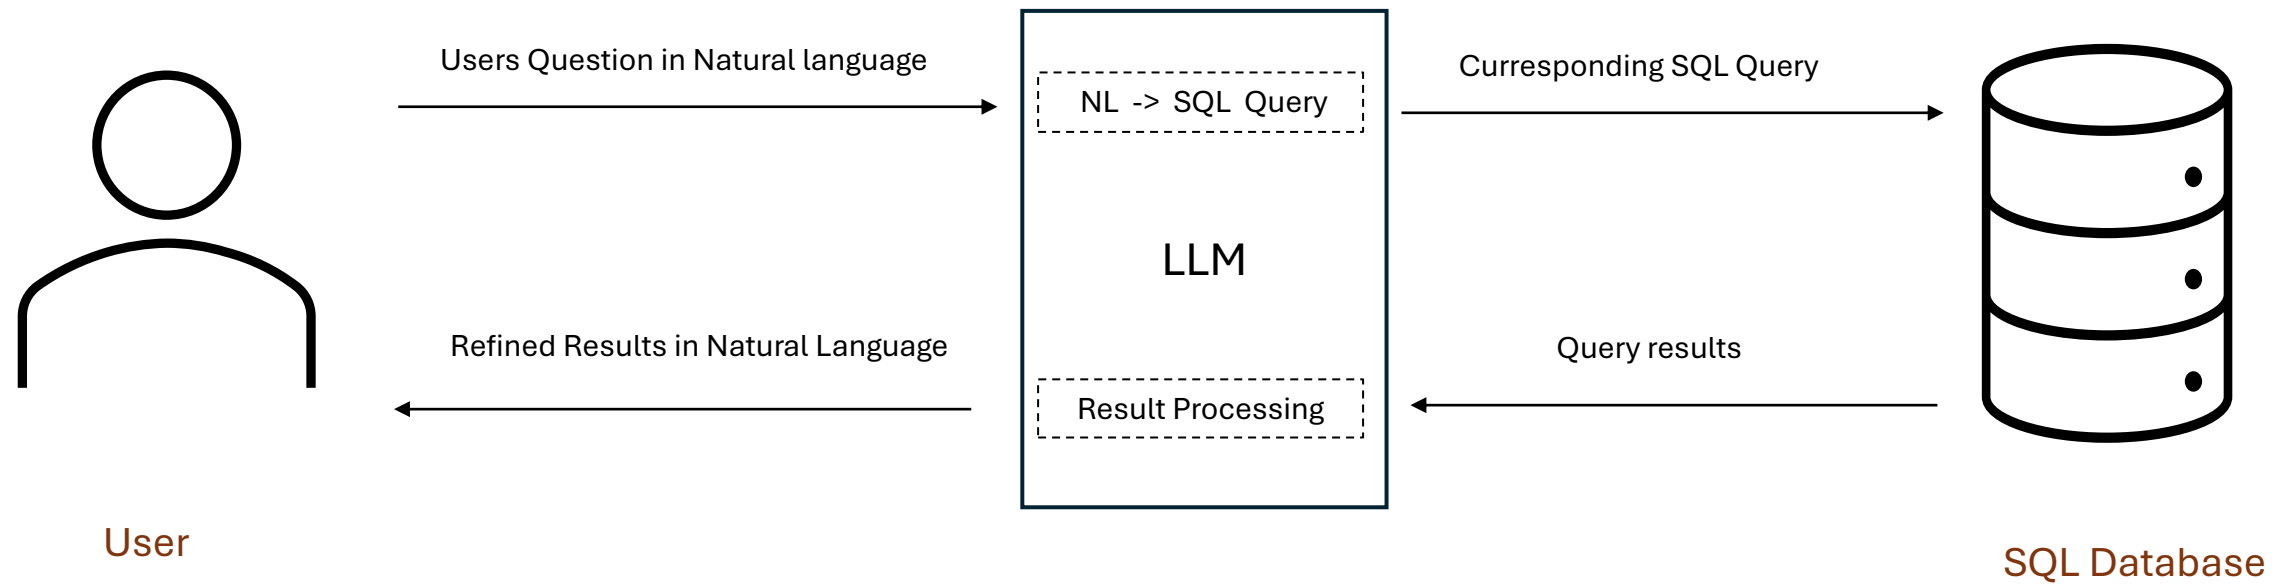 Users Question in Natural language
NL -> SQL Query
Curresponding SQL Query
LLM
Refined Results in Natural Language
Result Processing
Query results
User
SQL Database